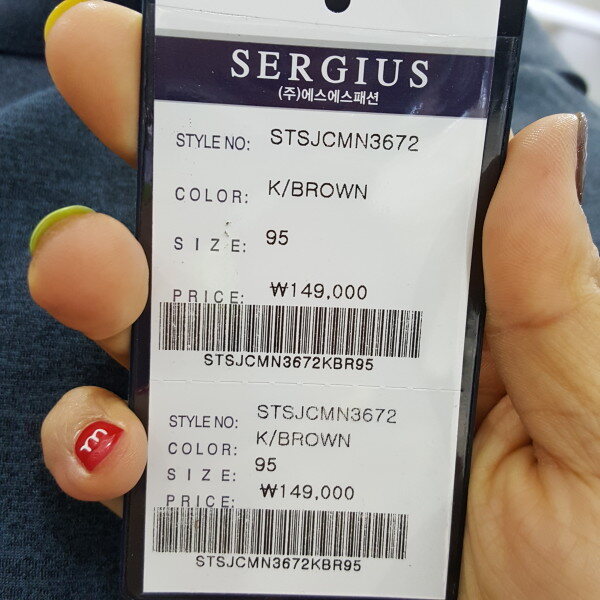 SERGIUS
(주)에스에스패션
STYLE NO: STSJCMN3672
COLOR: K/BROWN
SIZE: 95
PRICE: ₩149,000
STSJCMN3672KBR95
STYLE NO: STSJCMN3672
COLOR: K/BROWN
SIZE: 95
PRICE: ₩149,000
STSJCMN3672KBR95
m